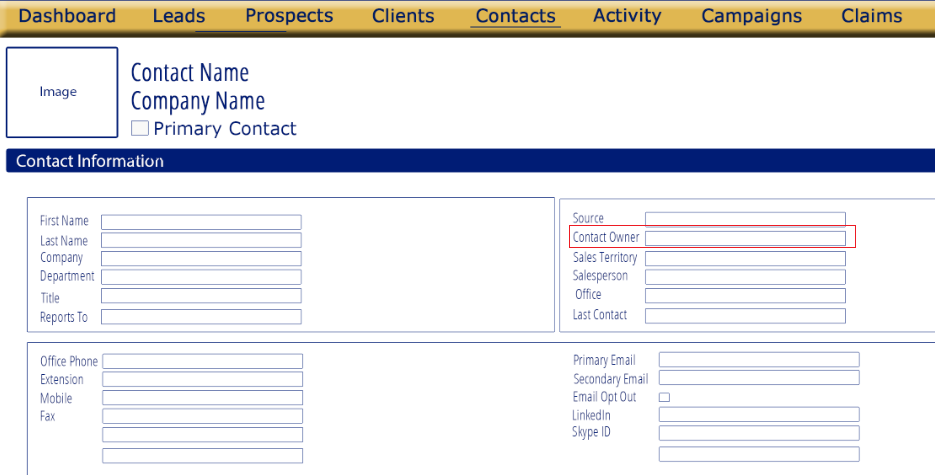 Dashboard Leads Prospects Clients Contacts Activity Campaigns Claims
Image
Contact Name
Company Name
Primary Contact
Contact Information
First Name
Last Name
Company
Department
Title
Reports To
Source
Contact Owner
Sales Territory
Salesperson
Office
Last Contact
Office Phone
Extension
Mobile
Fax
Primary Email
Secondary Email
Email Opt Out
LinkedIn
Skype ID